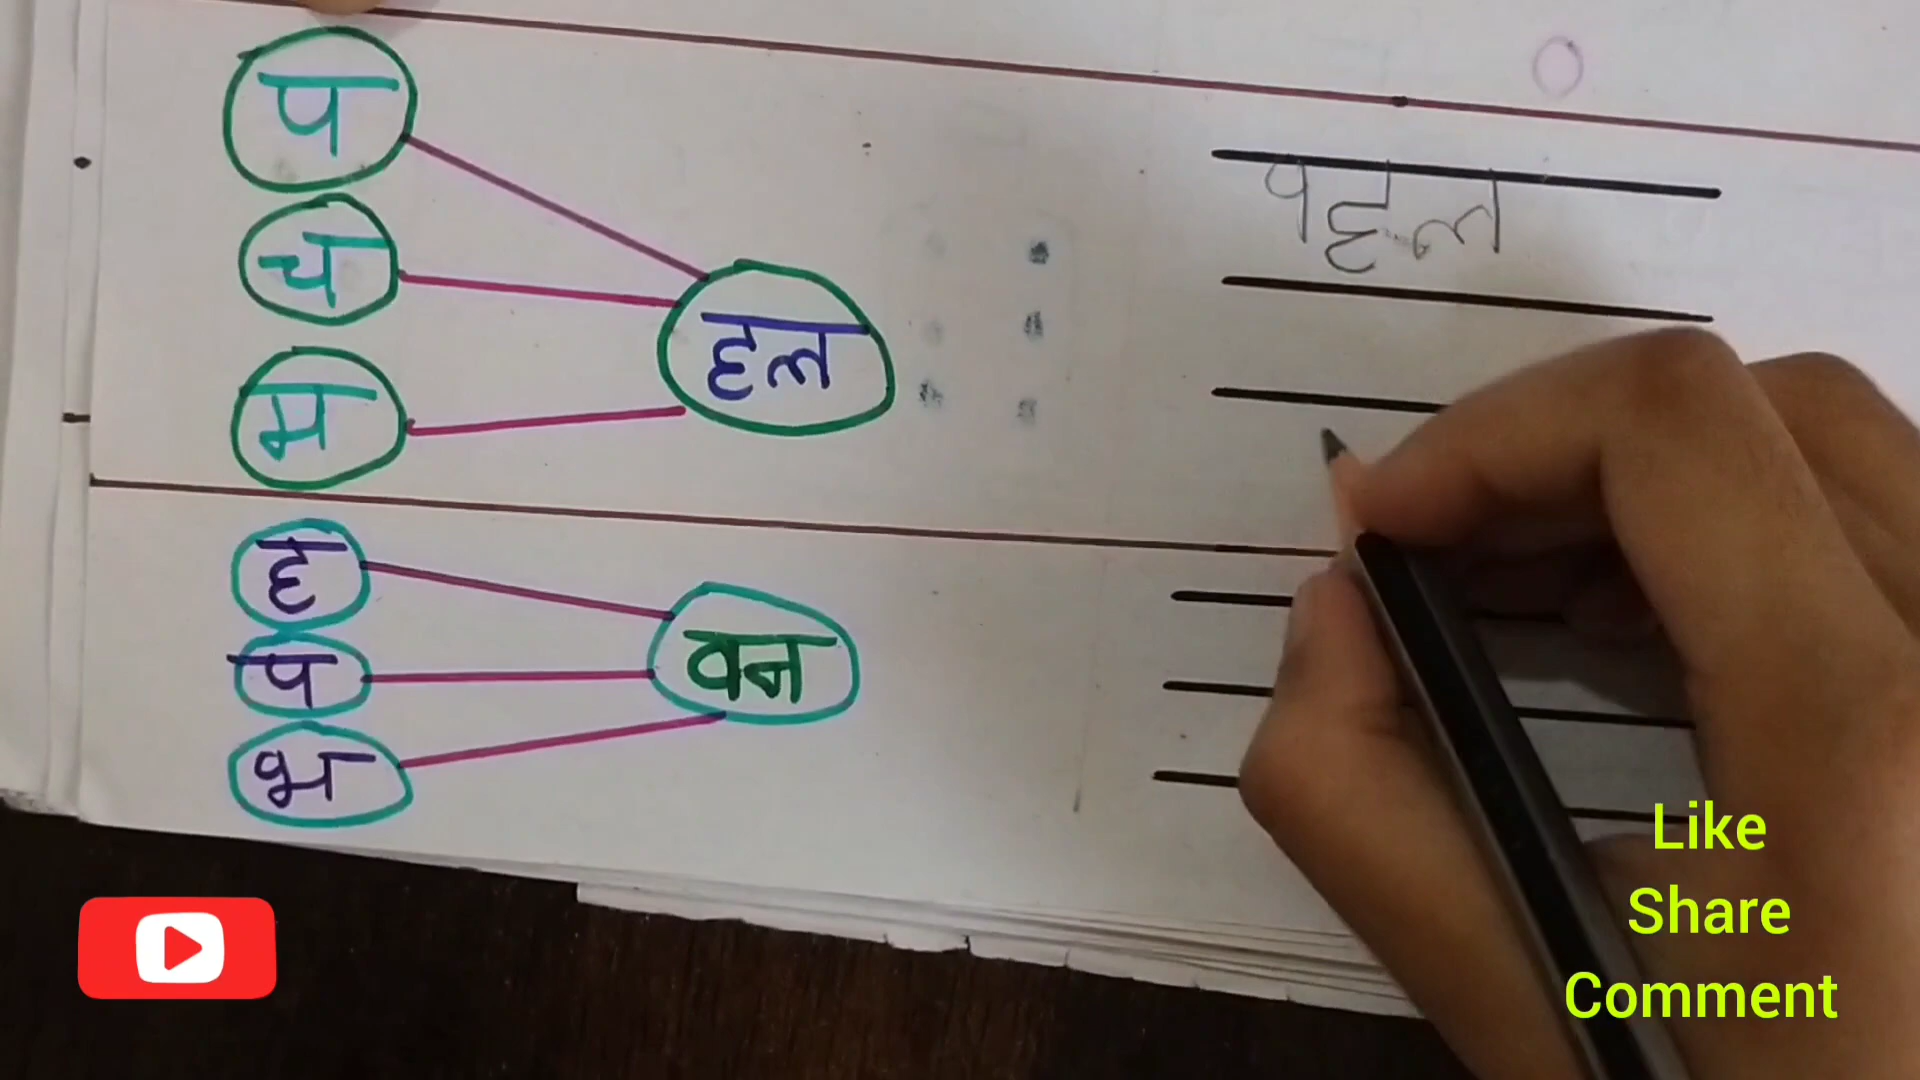 प
च
म
हल
पहल
ह
प
भ
वन
Like
Share
Comment